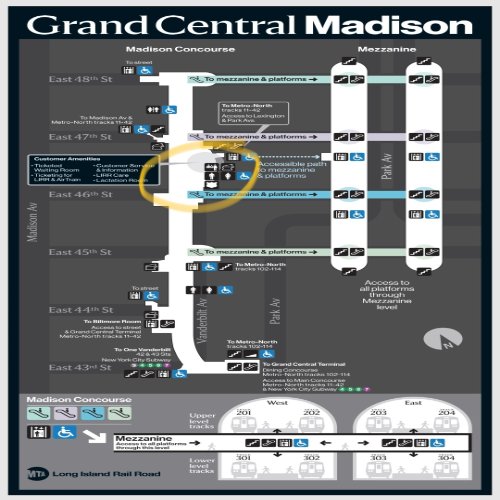 Grand Central Madison
Madison Concourse
Mezzanine
To street
East 48th St
To mezzanine & platforms →
To Metro-North
tracks 11-42
Access to Lexington
& Park Avs.
To Madison Av &
Metro-North tracks 11-42
East 47th St
To mezzanine & platforms →
Customer Amenities
• Ticketed
Waiting Room
• Ticketing for
LIRR & AirTrain
• Customer Service
& Information
• LIRR Care
• Lactation Room
Accessible path
to mezzanine
& platforms
Park Av
East 46th St
To mezzanine & platforms →
Madison Av
East 45th St
To mezzanine & platforms →
To Metro-North
tracks 102-114
Access to
all platforms
through
Mezzanine
level
To street
East 44th St
Vanderbilt Av
Park Av
To Biltmore Room
Access to street
& Grand Central Terminal
Metro-North tracks 11-42
N
To One Vanderbilt
42 & 43 Sts
New York City Subway
S 4 5 6 7
To Metro-North
tracks 102-114
East 43rd St
To Grand Central Terminal
Dining Concourse
Metro-North tracks 102-114
Access to Main Concourse
Metro-North tracks 11-42
& New York City Subway S 4 5 6 7
Madison Concourse
West
East
Upper
level
tracks
201
202
203
204
Mezzanine
Access to all platforms
through this level
Lower
level
tracks
301
302
303
304
MTA Long Island Rail Road